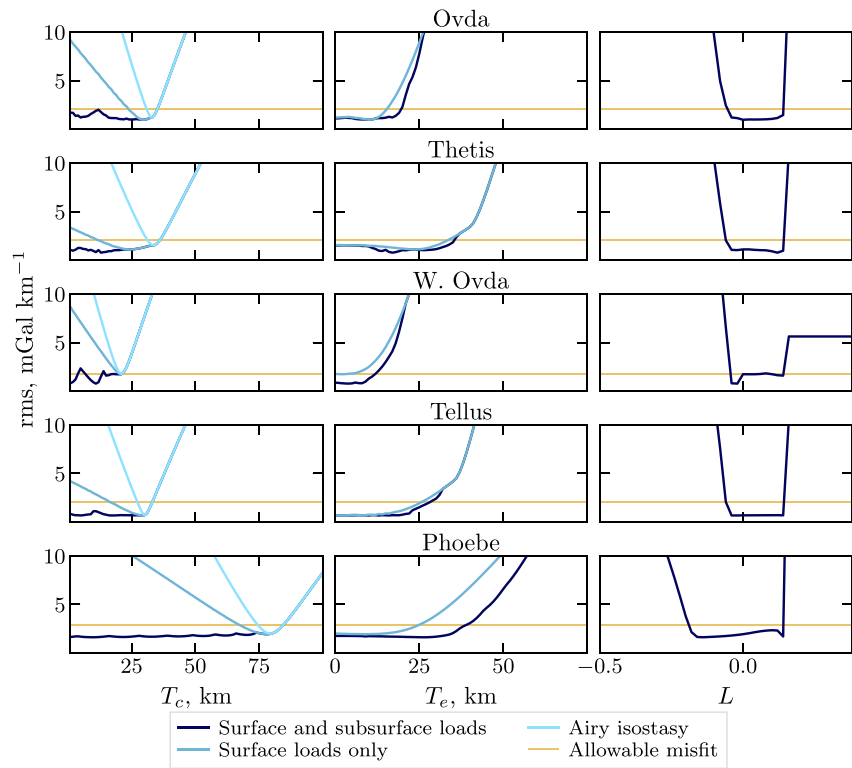 Ovda
10
5
Thetis
10
5
W. Ovda
10
5
rms, mGal km⁻¹
Tellus
10
5
Phoebe
10
5
25 50 75 0 25 50 −0.5 0.0
T_c, km T_e, km L
Surface and subsurface loads Airy isostasy
Surface loads only Allowable misfit